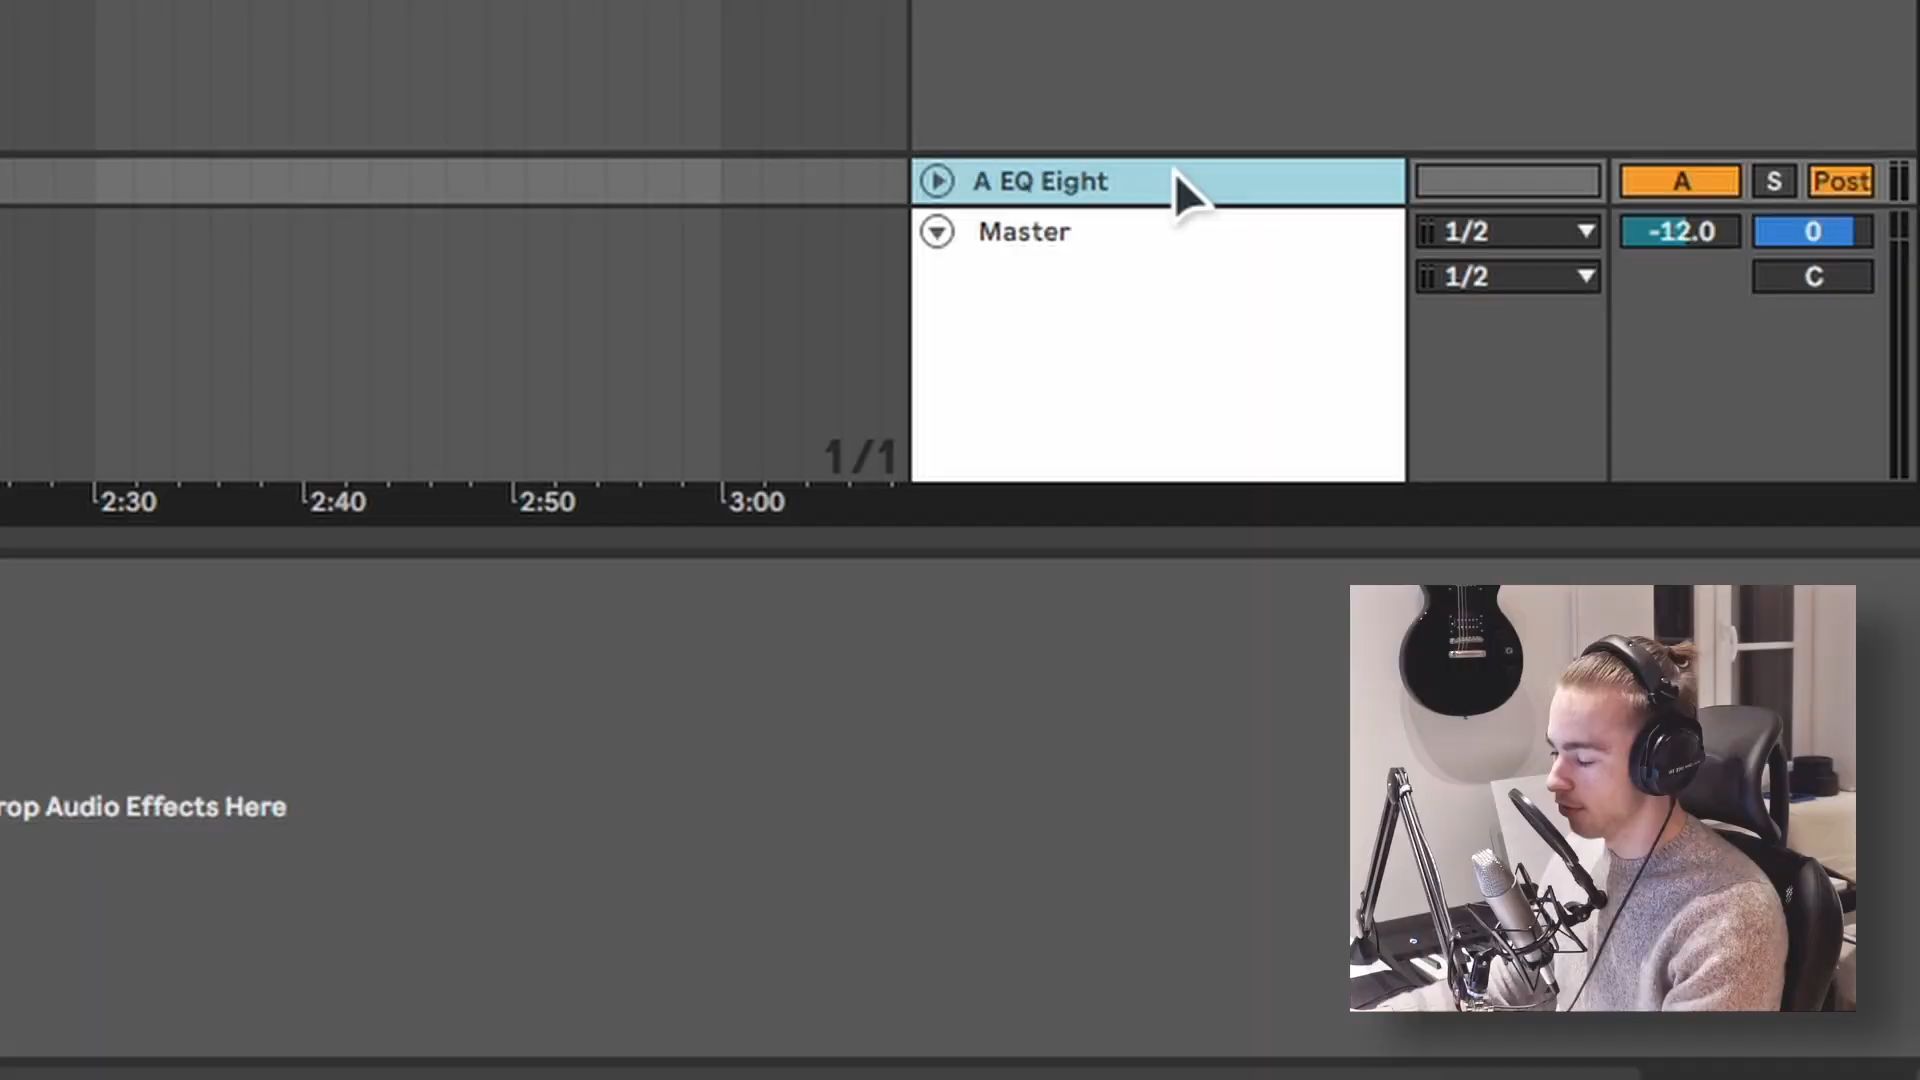 A EQ Eight
A S Post
Master
1/2
-12.0 0
1/2
C
1/1
2:30 2:40 2:50 3:00
rop Audio Effects Here